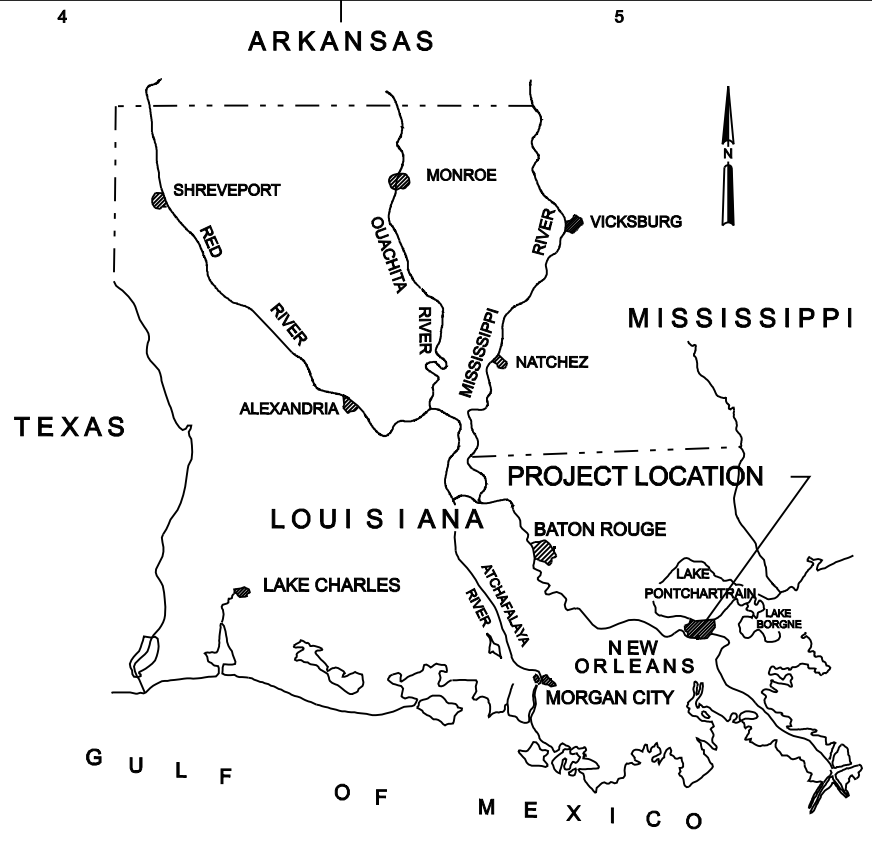 4
5
ARKANSAS
N
SHREVEPORT
MONROE
VICKSBURG
RED
RIVER
OUACHITA
RIVER
MISSISSIPPI
RIVER
MISSISSIPPI
NATCHEZ
ALEXANDRIA
TEXAS
PROJECT LOCATION
LOUISIANA
BATON ROUGE
LAKE CHARLES
ATCHAFALAYA
RIVER
LAKE
PONTCHARTRAIN
LAKE
BORGNE
NEW
ORLEANS
MORGAN CITY
GULF
OF
MEXICO